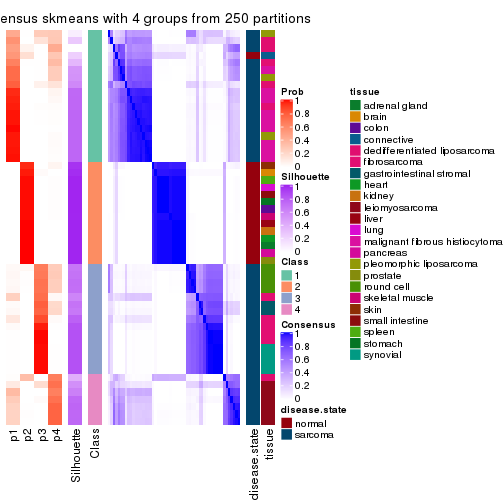 ensus skmeans with 4 groups from 250 partitions
Prob
1
0.8
0.6
0.4
0.2
0
Silhouette
1
0.8
0.6
0.4
0.2
0
Class
1
2
3
4
Consensus
1
0.8
0.6
0.4
0.2
0
disease.state
normal
sarcoma
tissue
adrenal gland
brain
colon
connective
dedifferentiated liposarcoma
fibrosarcoma
gastrointestinal stromal
heart
kidney
leiomyosarcoma
liver
lung
malignant fibrous histiocytoma
pancreas
pleomorphic liposarcoma
prostate
round cell
skeletal muscle
skin
small intestine
spleen
stomach
synovial
p1
p2
p3
p4
Silhouette
Class
disease.state
tissue